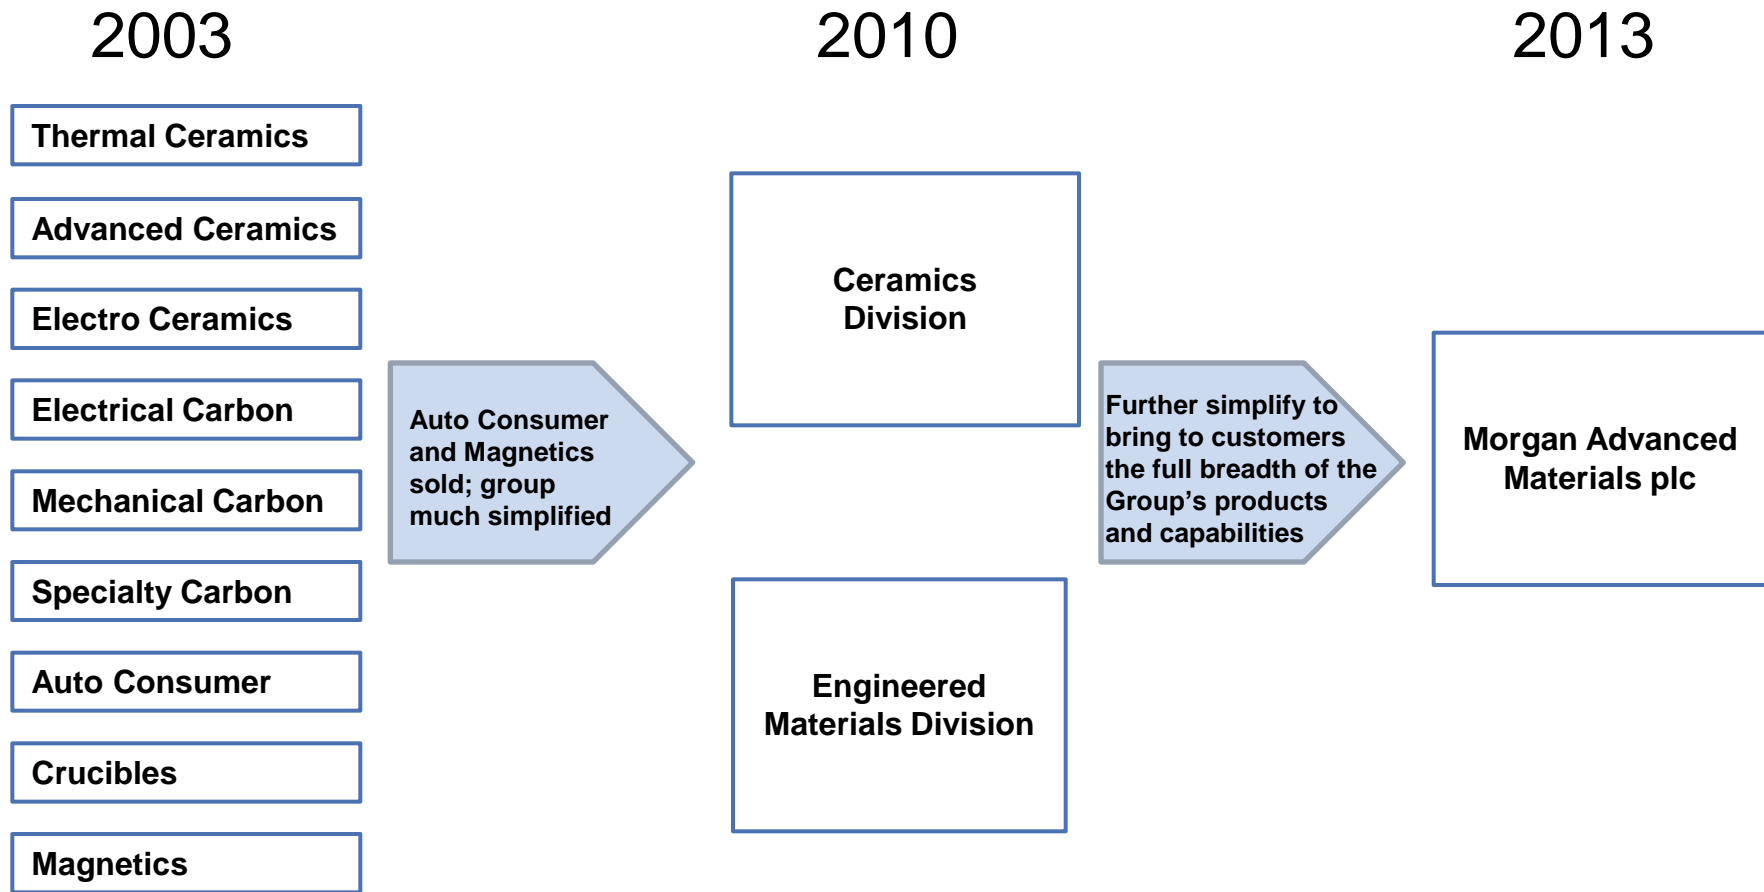 2003
2010
2013
Thermal Ceramics
Advanced Ceramics
Electro Ceramics
Electrical Carbon
Mechanical Carbon
Specialty Carbon
Auto Consumer
Crucibles
Magnetics
Auto Consumer
and Magnetics
sold; group
much simplified
Ceramics
Division
Engineered
Materials Division
Further simplify to
bring to customers
the full breadth of the
Group’s products
and capabilities
Morgan Advanced
Materials plc